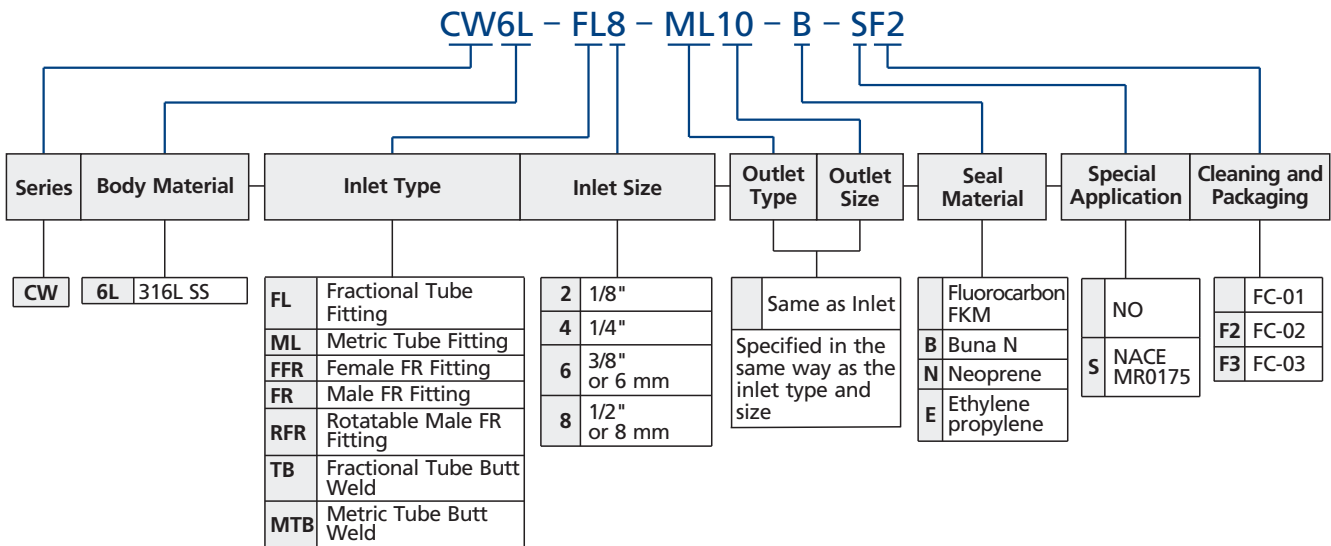 CW6L – FL8 – ML10 – B – SF2
Series
Body Material
Inlet Type
Inlet Size
Outlet
Type
Outlet
Size
Seal
Material
Special
Application
Cleaning and
Packaging
CW
6L 316L SS
FL Fractional Tube
Fitting
ML Metric Tube Fitting
FFR Female FR Fitting
FR Male FR Fitting
RFR Rotatable Male FR
Fitting
TB Fractional Tube Butt
Weld
MTB Metric Tube Butt
Weld
2 1/8"
4 1/4"
6 3/8"
or 6 mm
8 1/2"
or 8 mm
Same as Inlet
Specified in the
same way as the
inlet type and
size
Fluorocarbon
FKM
B Buna N
N Neoprene
E Ethylene
propylene
NO
S NACE
MR0175
FC-01
F2 FC-02
F3 FC-03